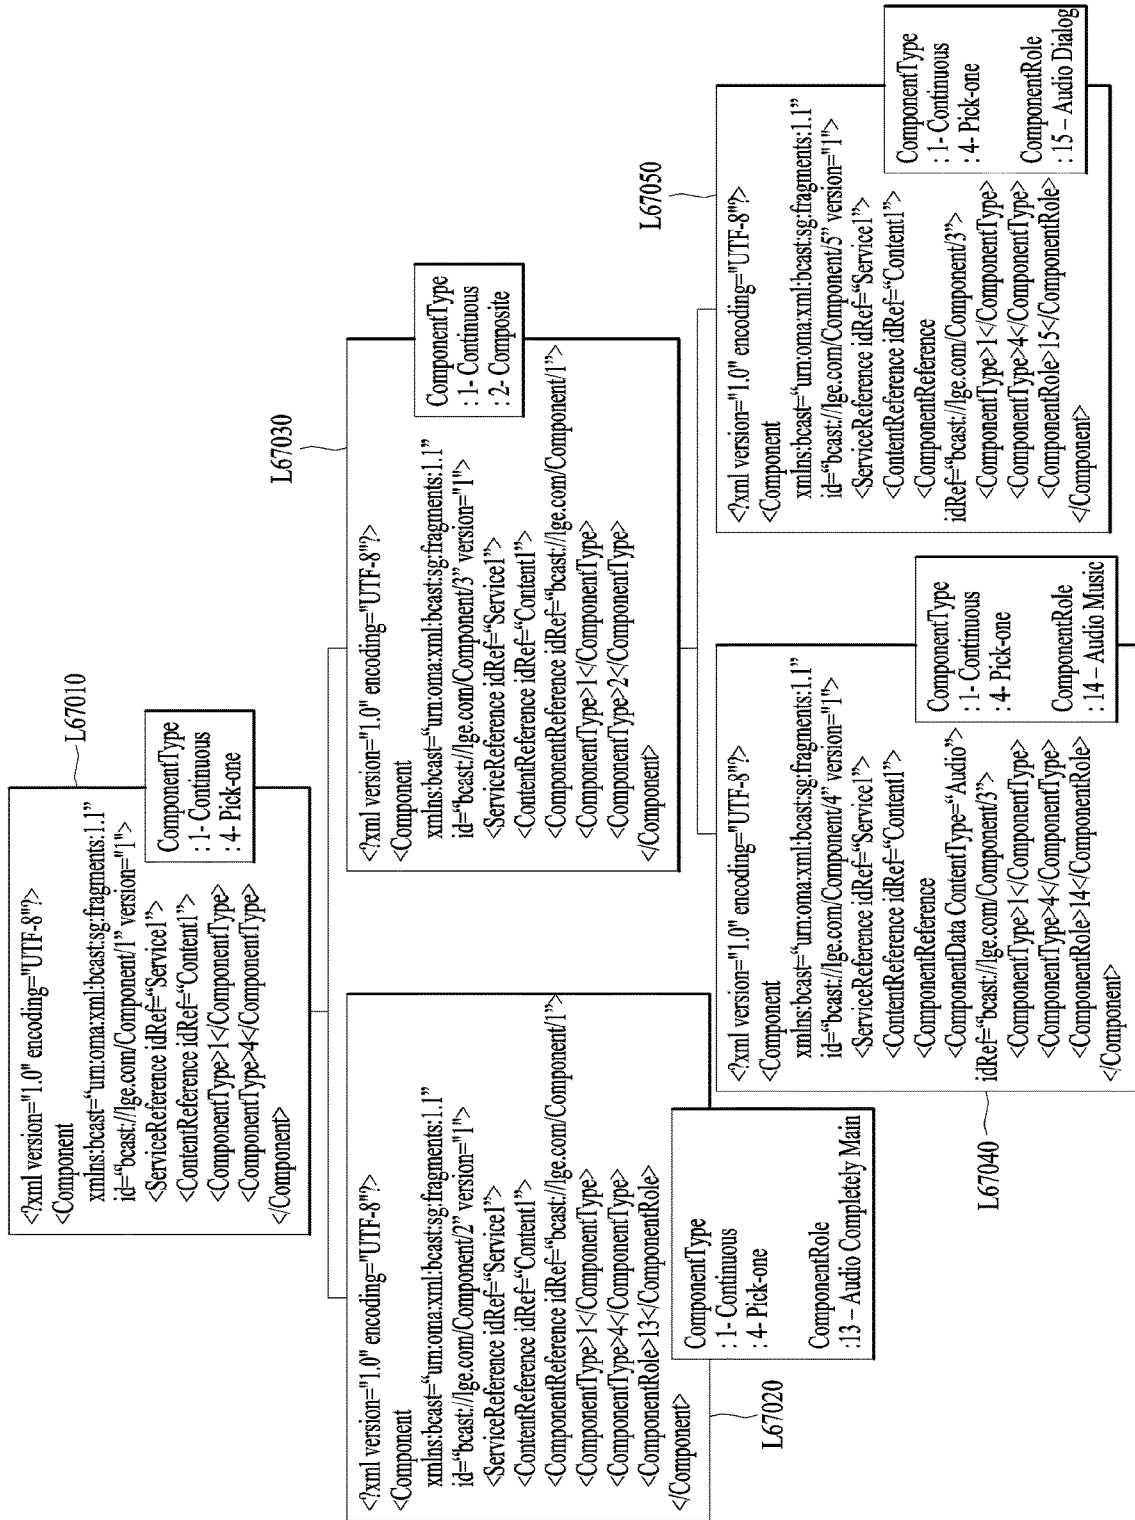 L67010
<?xml version="1.0" encoding="UTF-8"?>
<Component
xmlns:bcast=“urn:oma:xml:bcast:sg:fragments:1.1”
id=“bcast://lge.com/Component/1” version="1">
<ServiceReference idRef=“Service1”>
<ContentReference idRef=“Content1”>
<ComponentType>1</ComponentType>
<ComponentType>4</ComponentType>
</Component>
ComponentType
: 1- Continuous
: 4- Pick-one
<?xml version="1.0" encoding="UTF-8"?>
<Component
xmlns:bcast=“urn:oma:xml:bcast:sg:fragments:1.1”
id=“bcast://lge.com/Component/2” version="1">
<ServiceReference idRef=“Service1”>
<ContentReference idRef=“Content1”>
<ComponentReference idRef=“bcast://lge.com/Component/1”>
<ComponentType>1</ComponentType>
<ComponentType>4</ComponentType>
<ComponentRole>13</ComponentRole>
</Component>
ComponentType
: 1- Continuous
: 4- Pick-one
ComponentRole
:13 – Audio Completely Main
L67020
L67030
<?xml version="1.0" encoding="UTF-8"?>
<Component
xmlns:bcast=“urn:oma:xml:bcast:sg:fragments:1.1”
id=“bcast://lge.com/Component/3” version="1">
<ServiceReference idRef=“Service1”>
<ContentReference idRef=“Content1”>
<ComponentReference idRef=“bcast://lge.com/Component/1”>
<ComponentType>1</ComponentType>
<ComponentType>2</ComponentType>
</Component>
ComponentType
: 1- Continuous
: 2- Composite
<?xml version="1.0" encoding="UTF-8"?>
<Component
xmlns:bcast=“urn:oma:xml:bcast:sg:fragments:1.1”
id=“bcast://lge.com/Component/4” version="1">
<ServiceReference idRef=“Service1”>
<ContentReference idRef=“Content1”>
<ComponentReference
<ComponentData ContentType=“Audio”>
idRef=“bcast://lge.com/Component/3”>
<ComponentType>1</ComponentType>
<ComponentType>4</ComponentType>
<ComponentRole>14</ComponentRole>
</Component>
ComponentType
: 1- Continuous
: 4- Pick-one
ComponentRole
: 14 – Audio Music
L67040
L67050
<?xml version="1.0" encoding="UTF-8"?>
<Component
xmlns:bcast=“urn:oma:xml:bcast:sg:fragments:1.1”
id=“bcast://lge.com/Component/5” version="1">
<ServiceReference idRef=“Service1”>
<ContentReference idRef=“Content1”>
<ComponentReference
idRef=“bcast://lge.com/Component/3”>
<ComponentType>1</ComponentType>
<ComponentType>4</ComponentType>
<ComponentRole>15</ComponentRole>
</Component>
ComponentType
: 1- Continuous
: 4- Pick-one
ComponentRole
: 15 – Audio Dialog